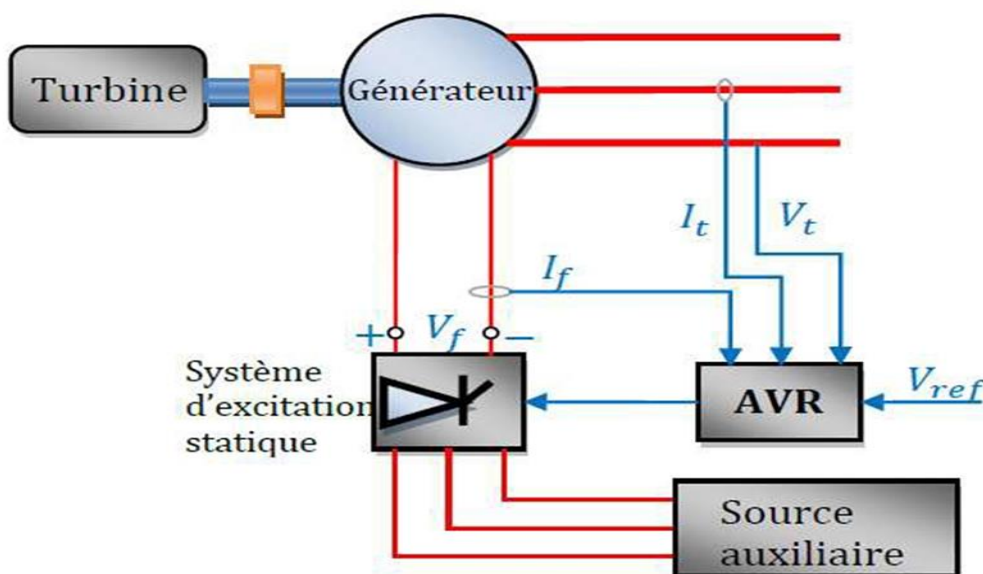 Turbine
Générateur
I_t
V_t
I_f
+ V_f −
Système
d'excitation
statique
AVR
V_ref
Source
auxiliaire